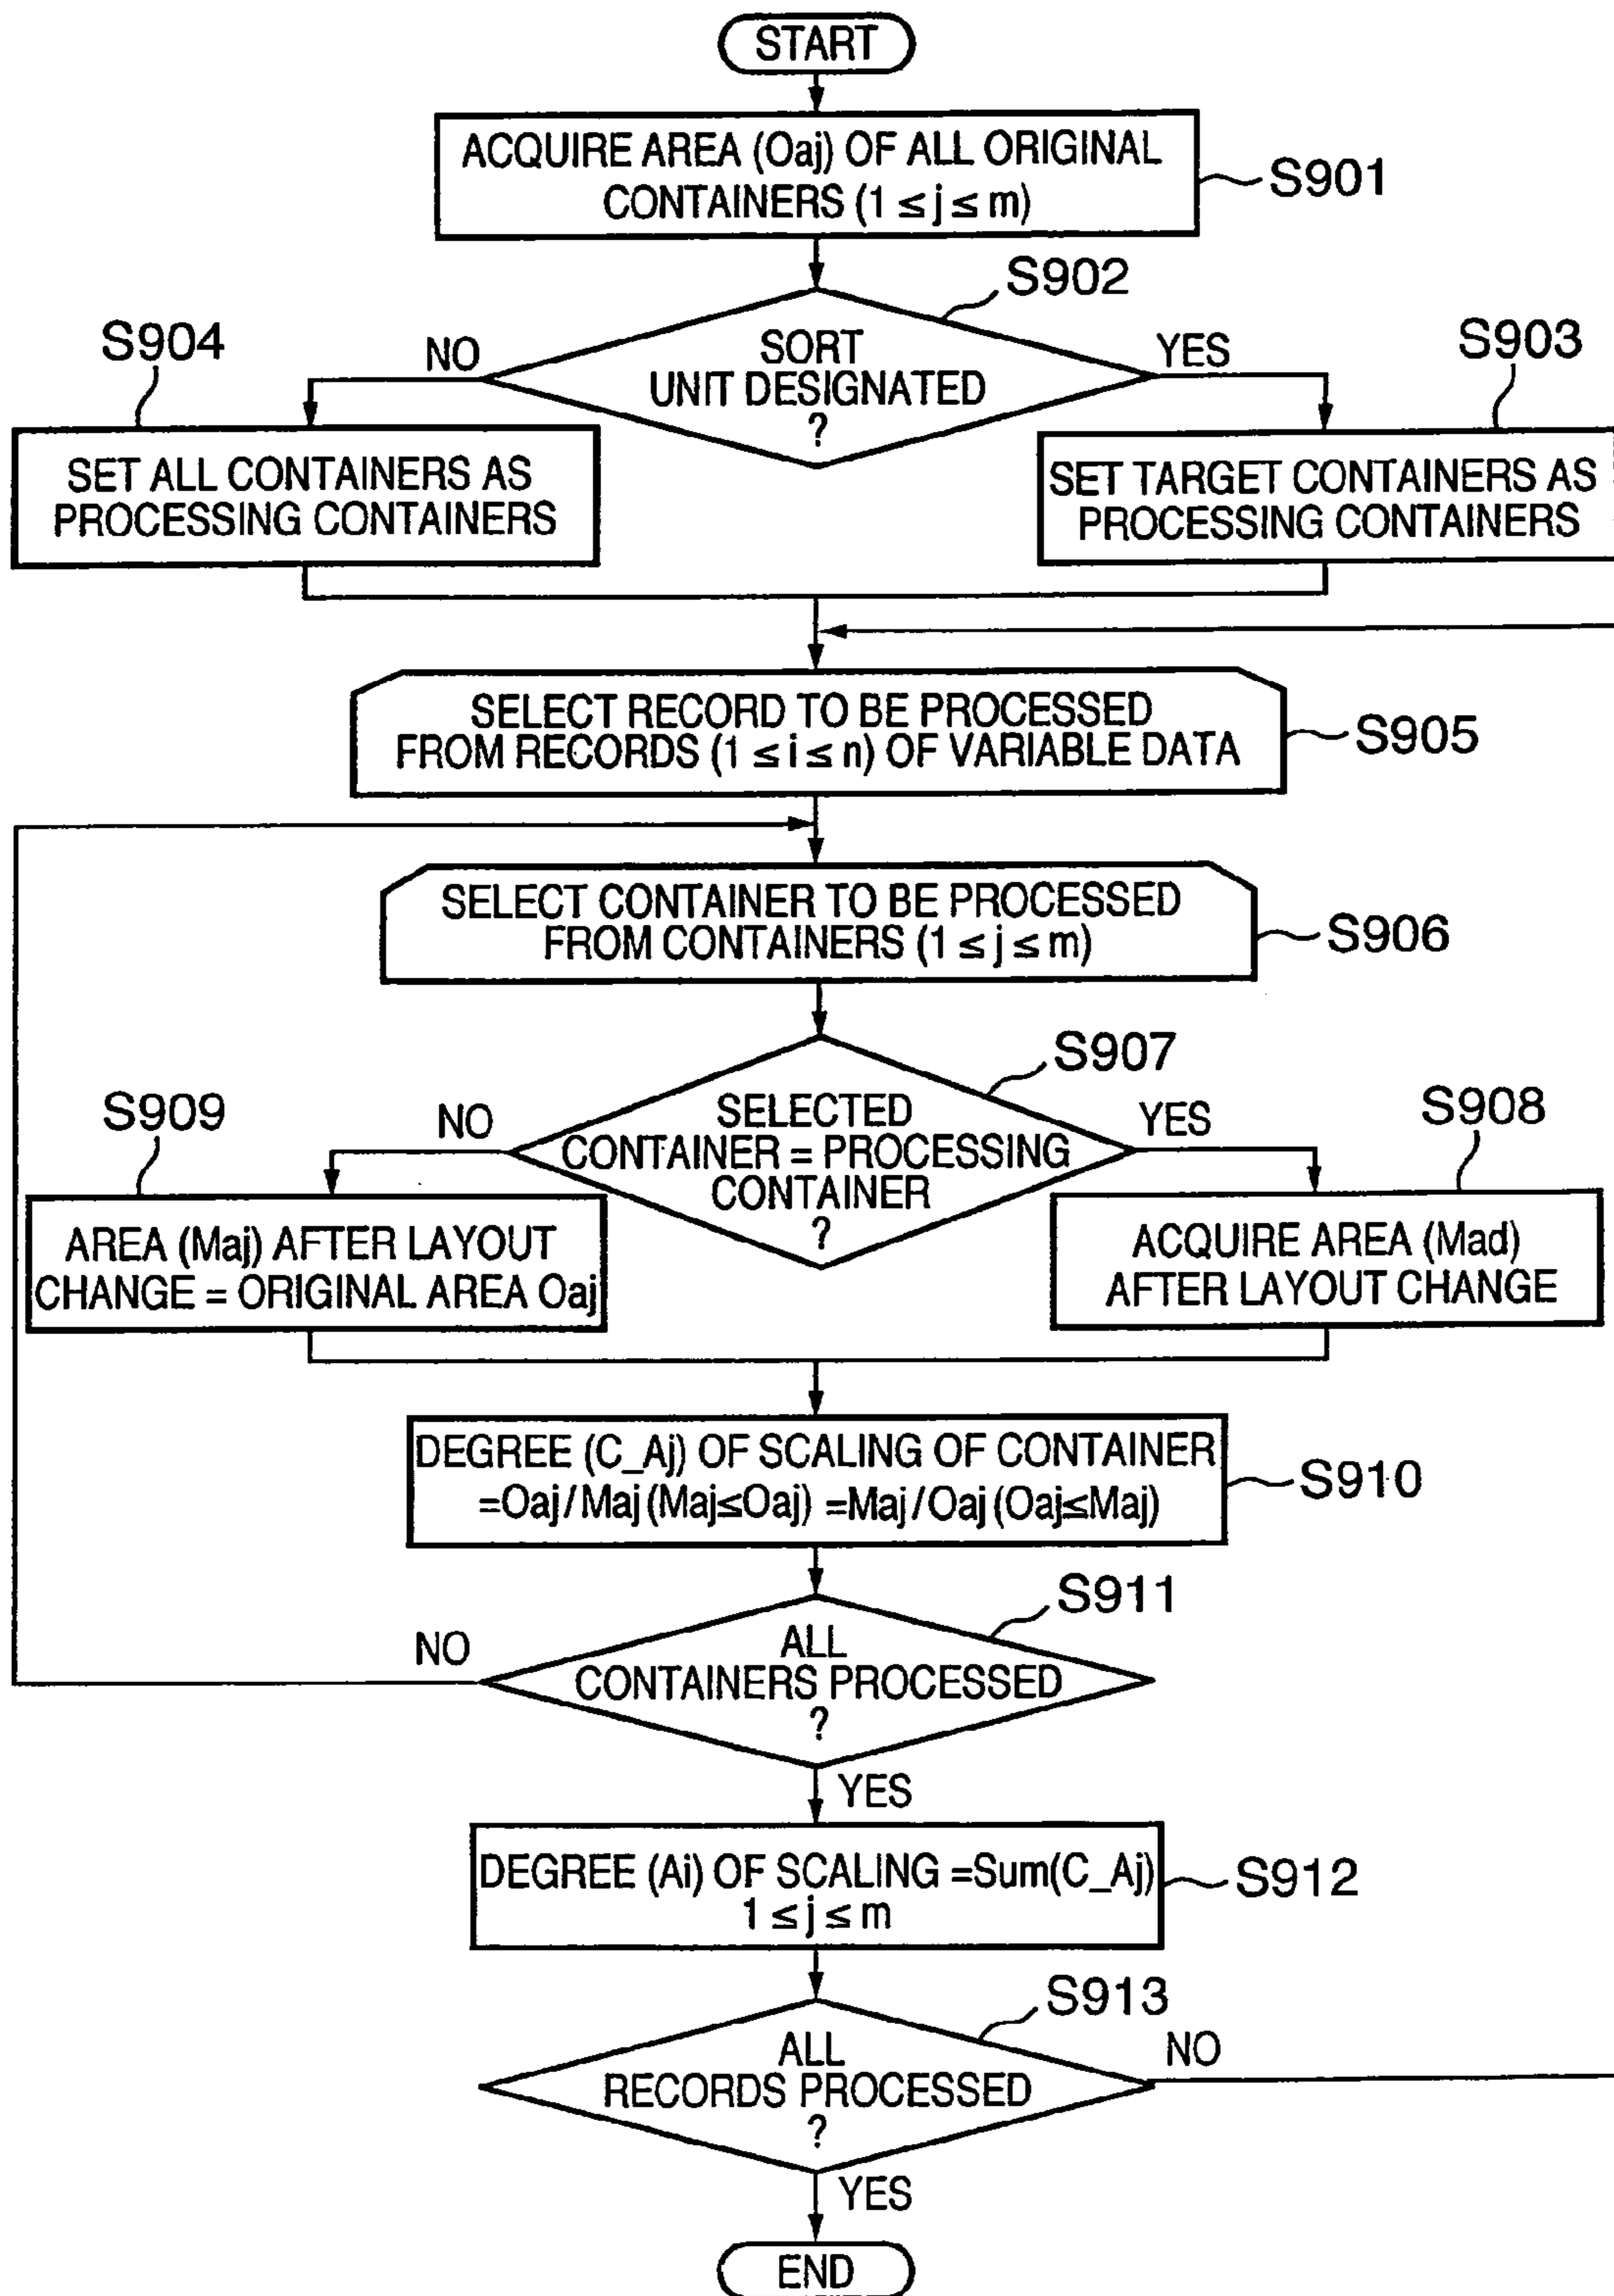 START
ACQUIRE AREA (Oaj) OF ALL ORIGINAL
CONTAINERS (1 ≤ j ≤ m)
S901
S902
SORT
UNIT DESIGNATED
?
NO
YES
S904
SET ALL CONTAINERS AS
PROCESSING CONTAINERS
S903
SET TARGET CONTAINERS AS
PROCESSING CONTAINERS
SELECT RECORD TO BE PROCESSED
FROM RECORDS (1 ≤ i ≤ n) OF VARIABLE DATA
S905
SELECT CONTAINER TO BE PROCESSED
FROM CONTAINERS (1 ≤ j ≤ m)
S906
S907
SELECTED
CONTAINER = PROCESSING
CONTAINER
?
NO
YES
S909
AREA (Maj) AFTER LAYOUT
CHANGE = ORIGINAL AREA Oaj
S908
ACQUIRE AREA (Mad)
AFTER LAYOUT CHANGE
DEGREE (C_Aj) OF SCALING OF CONTAINER
=Oaj/Maj (Maj≤Oaj) =Maj/Oaj (Oaj≤Maj)
S910
S911
ALL
CONTAINERS PROCESSED
?
NO
YES
DEGREE (Ai) OF SCALING =Sum(C_Aj)
1 ≤ j ≤ m
S912
S913
ALL
RECORDS PROCESSED
?
NO
YES
END